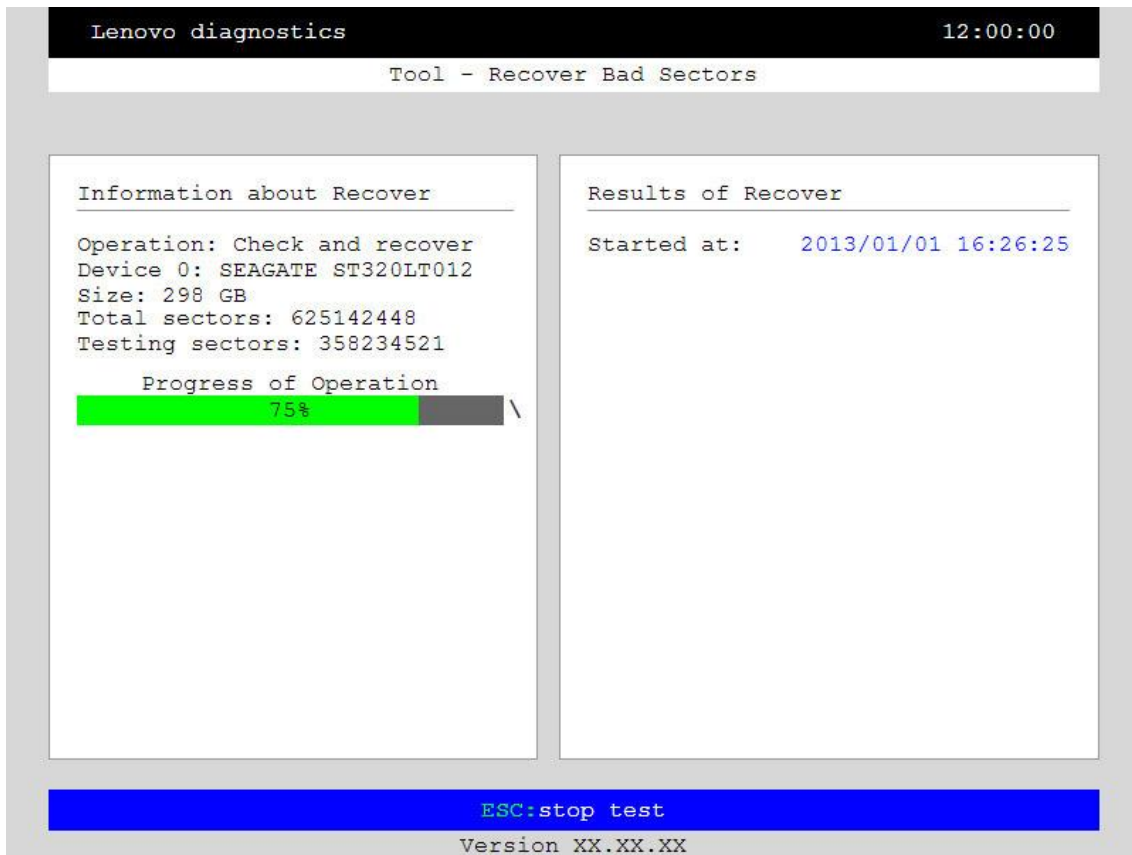 Lenovo diagnostics 12:00:00
Tool - Recover Bad Sectors
Information about Recover
Operation: Check and recover
Device 0: SEAGATE ST320LT012
Size: 298 GB
Total sectors: 625142448
Testing sectors: 358234521
Progress of Operation
75% \
Results of Recover
Started at: 2013/01/01 16:26:25
ESC:stop test
Version XX.XX.XX